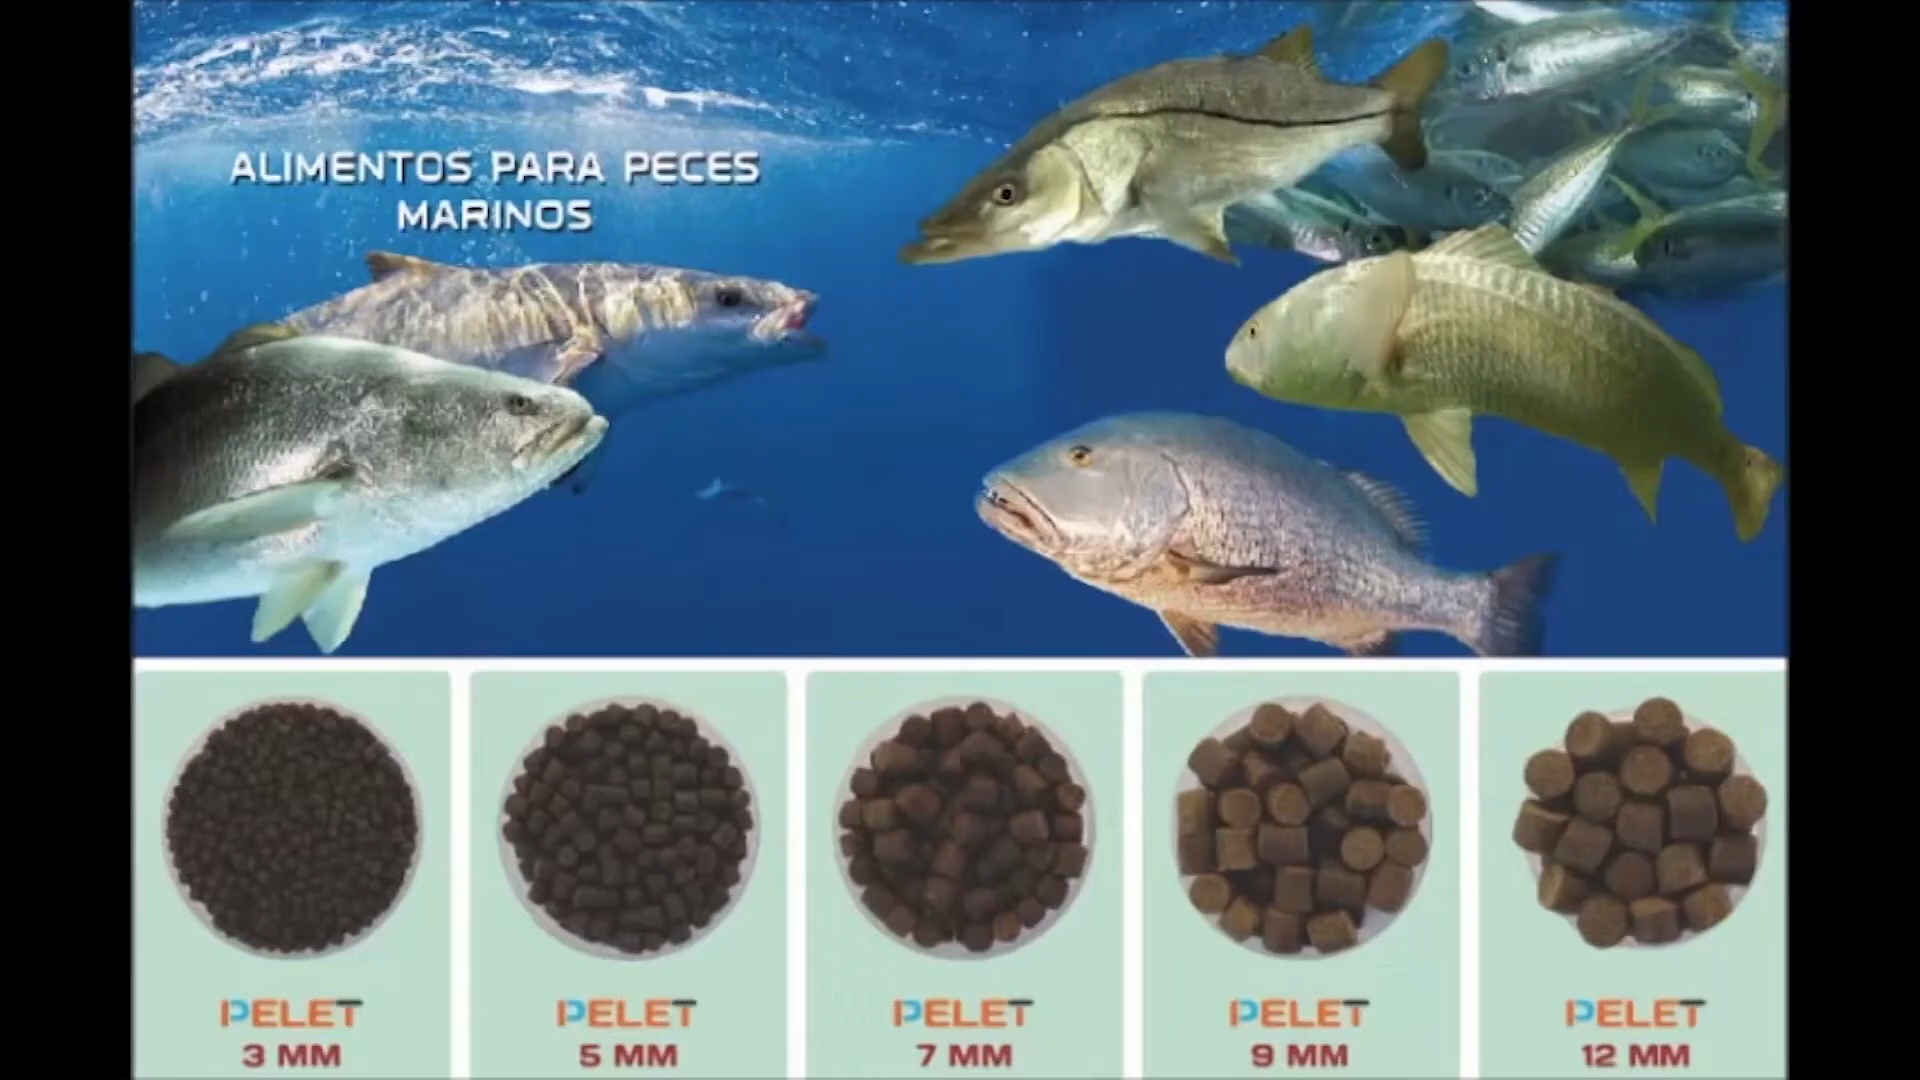 ALIMENTOS PARA PECES
MARINOS
PELET
3 MM
PELET
5 MM
PELET
7 MM
PELET
9 MM
PELET
12 MM